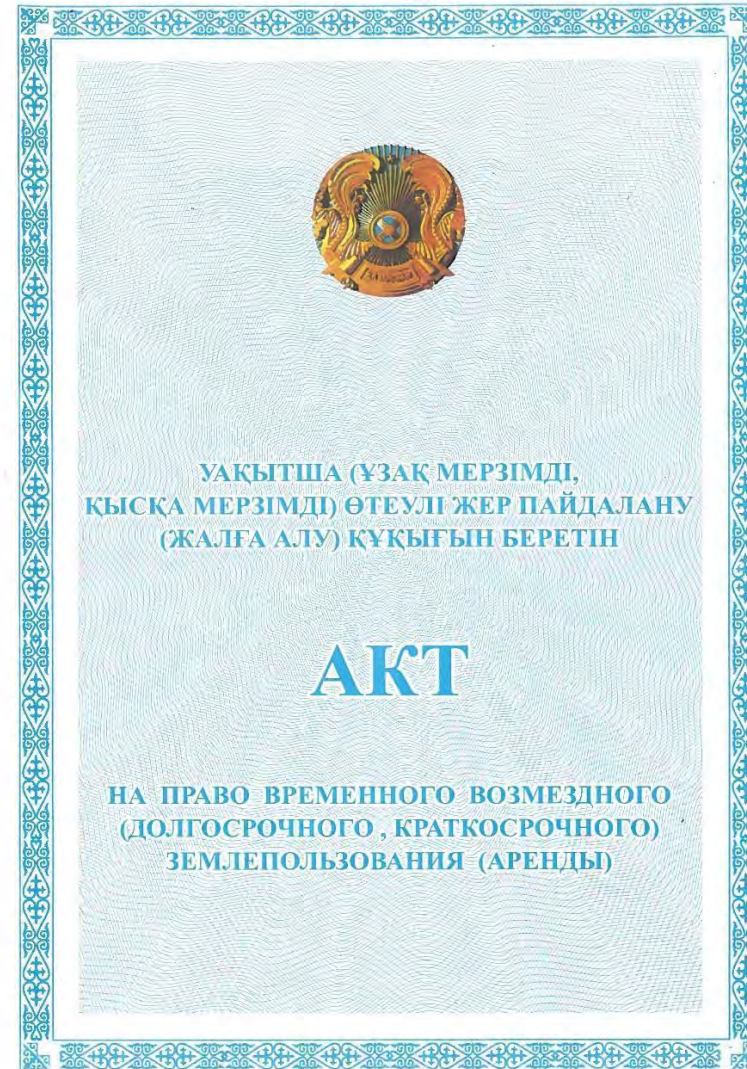 УАҚЫТША (ҰЗАҚ МЕРЗІМДІ,
ҚЫСҚА МЕРЗІМДІ) ӨТЕУЛІ ЖЕР ПАЙДАЛАНУ
(ЖАЛҒА АЛУ) ҚҰҚЫҒЫН БЕРЕТІН
АКТ
НА ПРАВО ВРЕМЕННОГО ВОЗМЕЗДНОГО
(ДОЛГОСРОЧНОГО , КРАТКОСРОЧНОГО)
ЗЕМЛЕПОЛЬЗОВАНИЯ (АРЕНДЫ)